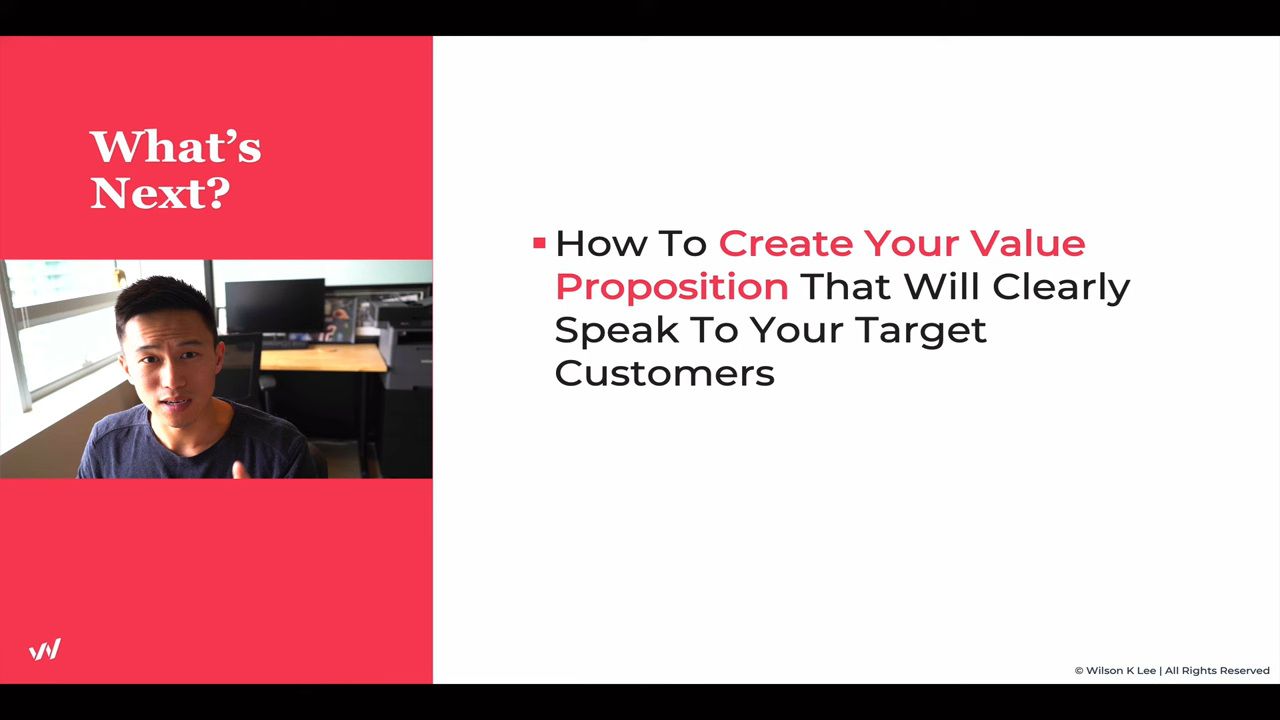 What’s
Next?
How To Create Your Value
Proposition That Will Clearly
Speak To Your Target
Customers
© Wilson K Lee | All Rights Reserved